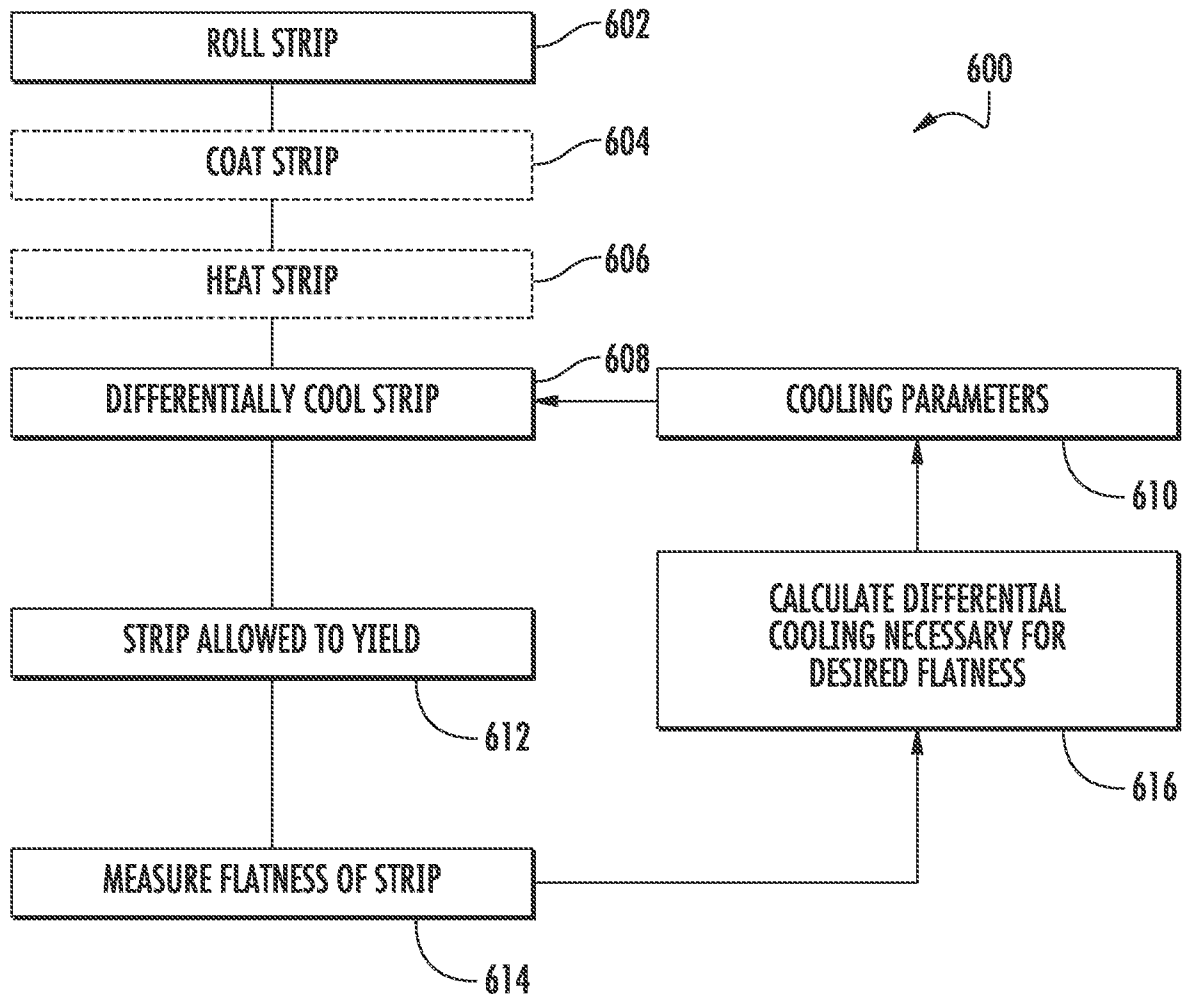 ROLL STRIP
602
600
COAT STRIP
604
HEAT STRIP
606
DIFFERENTIALLY COOL STRIP
608
COOLING PARAMETERS
610
STRIP ALLOWED TO YIELD
612
CALCULATE DIFFERENTIAL
COOLING NECESSARY FOR
DESIRED FLATNESS
616
MEASURE FLATNESS OF STRIP
614